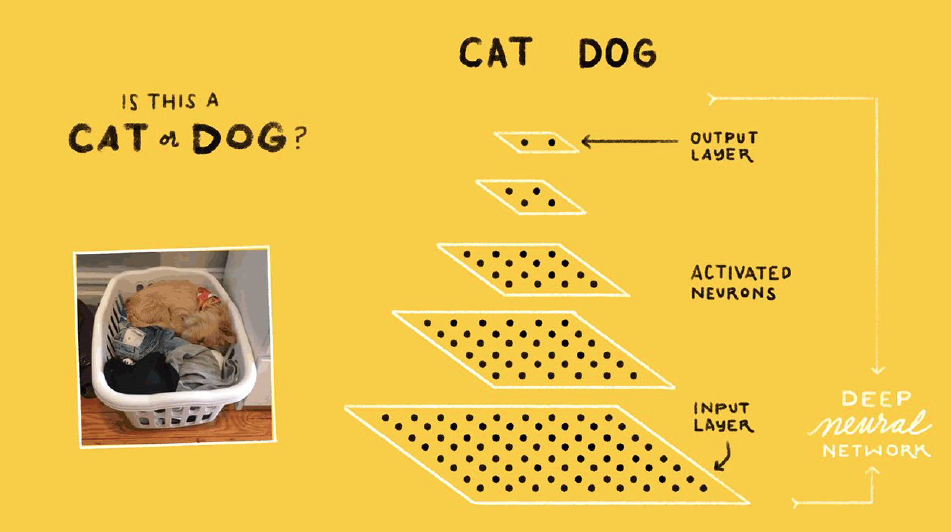 CAT DOG
IS THIS A
CAT or DOG?
OUTPUT
LAYER
ACTIVATED
NEURONS
INPUT
LAYER
DEEP
neural
NETWORK